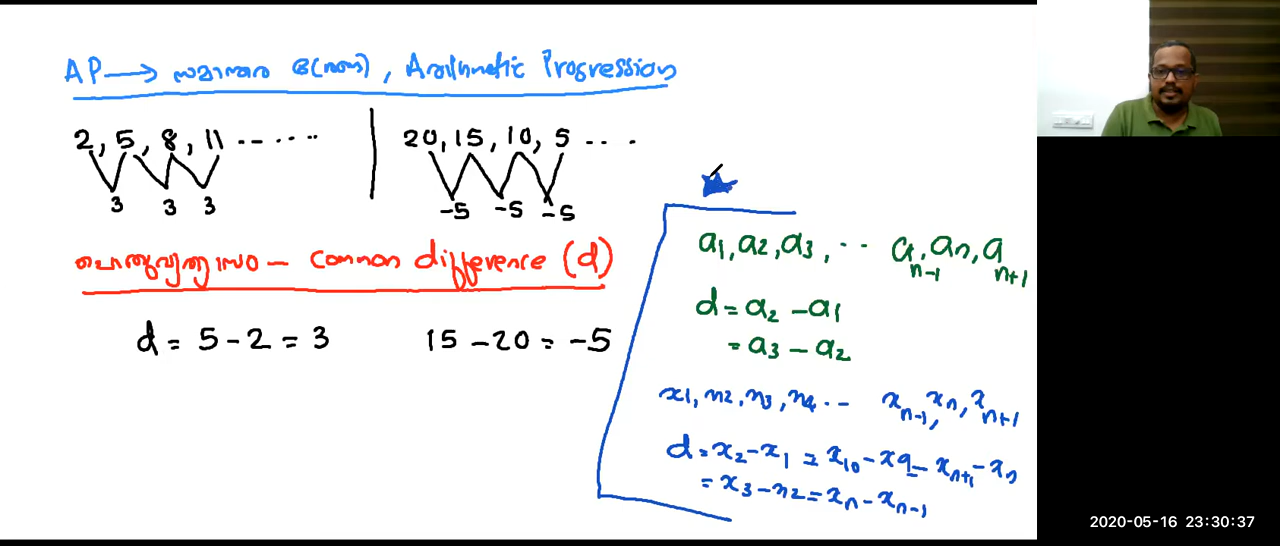 AP → സമാന്തര ശ്രേണി, Arithmetic Progression
2, 5, 8, 11 ......
3 3 3
20, 15, 10, 5 ... .
-5 -5 -5
പൊതുവ്യത്യാസം - Common difference (d)
d = 5 - 2 = 3
15 - 20 = -5
a1, a2, a3, .. an-1, an, an+1
d = a2 - a1
= a3 - a2
x1, x2, x3, x4 .. - xn-1, xn, xn+1
d = x2 - x1 = x10 - x9 - xn+1 - xn
= x3 - x2 = xn - xn-1
2020-05-16 23:30:37